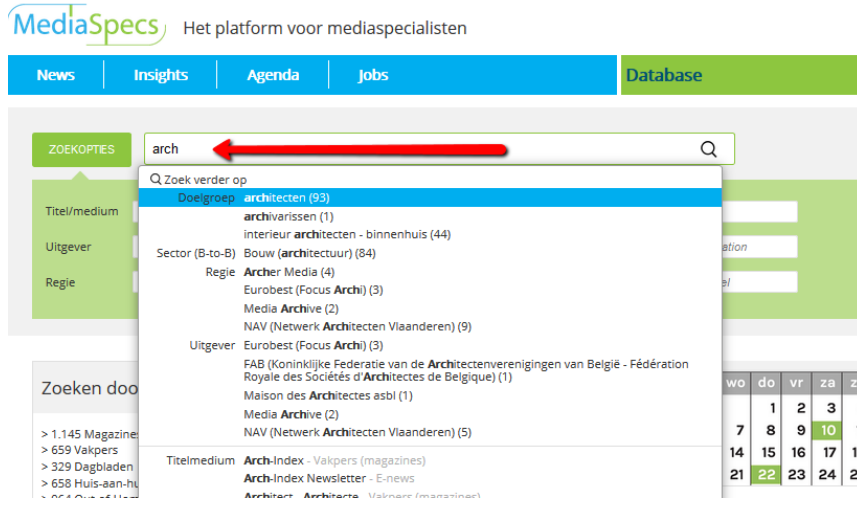 MediaSpecs Het platform voor mediaspecialisten
News Insights Agenda Jobs Database
ZOEKOPTIES arch
Zoek verder op
Doelgroep architecten (93)
archivarissen (1)
interieur architecten - binnenhuis (44)
Sector (B-to-B) Bouw (architectuur) (84)
Regie Archer Media (4)
Eurobest (Focus Archi) (3)
Media Archive (2)
NAV (Netwerk Architecten Vlaanderen) (9)
Uitgever Eurobest (Focus Archi) (3)
FAB (Koninklijke Federatie van de Architectenverenigingen van België - Fédération
Royale des Sociétés d'Architectes de Belgique) (1)
Maison des Architectes asbl (1)
Media Archive (2)
NAV (Netwerk Architecten Vlaanderen) (5)
Titelmedium Arch-Index - Vakpers (magazines)
Arch-Index Newsletter - E-news
Architect - Architecte - Vakpers (magazines)
Titel/medium
Uitgever
Regie
Zoeken doo
> 1.145 Magazine
> 659 Vakpers
> 329 Dagbladen
> 658 Huis-aan-hu
wo do vr za z
1 2 3
7 8 9 10
14 15 16 17 1
21 22 23 24 2